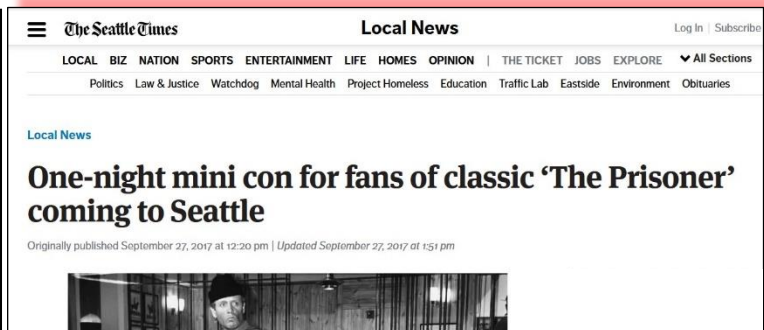 The Seattle Times Local News Log In | Subscribe
LOCAL BIZ NATION SPORTS ENTERTAINMENT LIFE HOMES OPINION | THE TICKET JOBS EXPLORE All Sections
Politics Law & Justice Watchdog Mental Health Project Homeless Education Traffic Lab Eastside Environment Obituaries
Local News
One-night mini con for fans of classic ‘The Prisoner’
coming to Seattle
Originally published September 27, 2017 at 12:20 pm | Updated September 27, 2017 at 1:51 pm